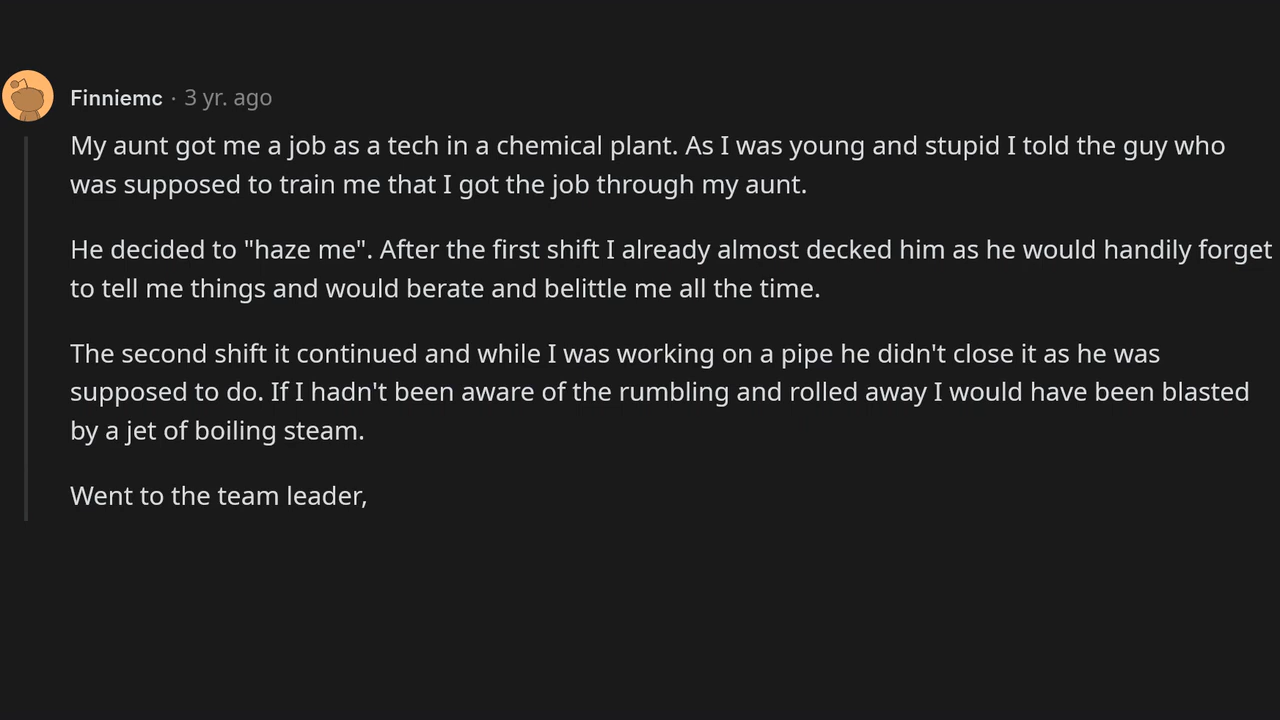 Finniemc · 3 yr. ago
My aunt got me a job as a tech in a chemical plant. As I was young and stupid I told the guy who
was supposed to train me that I got the job through my aunt.
He decided to "haze me". After the first shift I already almost decked him as he would handily forget
to tell me things and would berate and belittle me all the time.
The second shift it continued and while I was working on a pipe he didn't close it as he was
supposed to do. If I hadn't been aware of the rumbling and rolled away I would have been blasted
by a jet of boiling steam.
Went to the team leader,